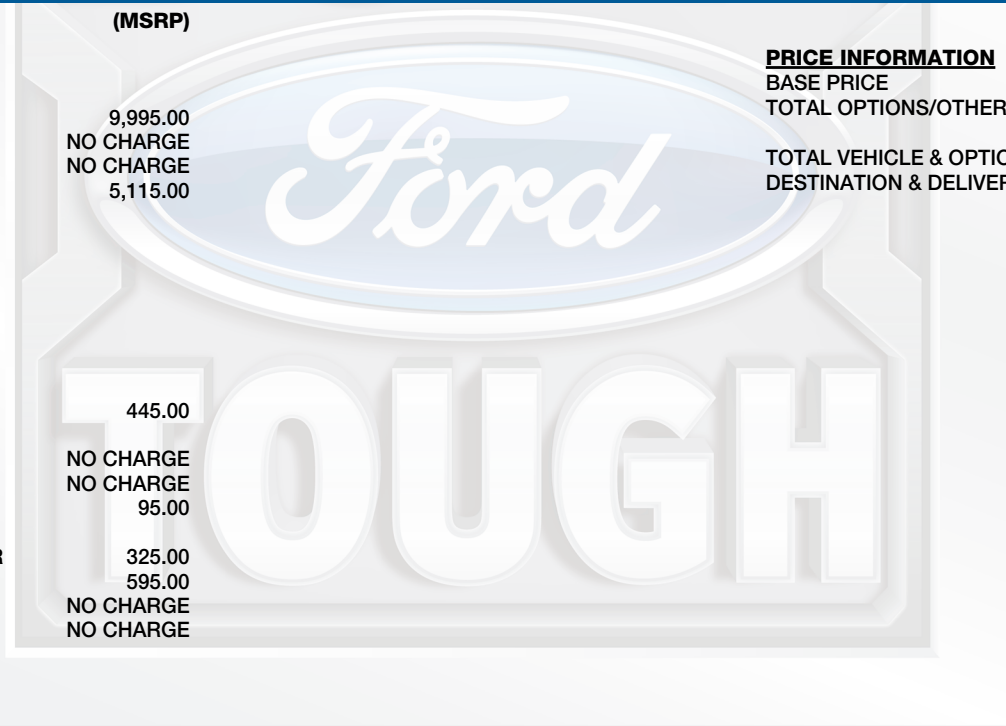 (MSRP)
9,995.00
NO CHARGE
NO CHARGE
5,115.00
445.00
NO CHARGE
NO CHARGE
95.00
R 325.00
595.00
NO CHARGE
NO CHARGE
PRICE INFORMATION
BASE PRICE
TOTAL OPTIONS/OTHER
TOTAL VEHICLE & OPTIO
DESTINATION & DELIVER
Ford
TOUGH